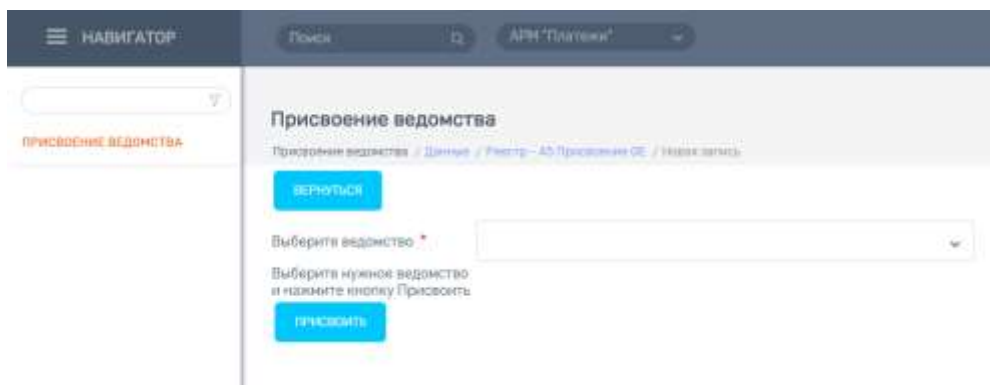 НАВИГАТОР
Поиск
АРМ "Платежи"
ПРИСВОЕНИЕ ВЕДОМСТВА
Присвоение ведомства
Присвоение ведомства / Данные / Реестр - A5 Присвоение ОЕ / Новая запись
ВЕРНУТЬСЯ
Выберите ведомство *
Выберите нужное ведомство
и нажмите кнопку Присвоить
ПРИСВОИТЬ